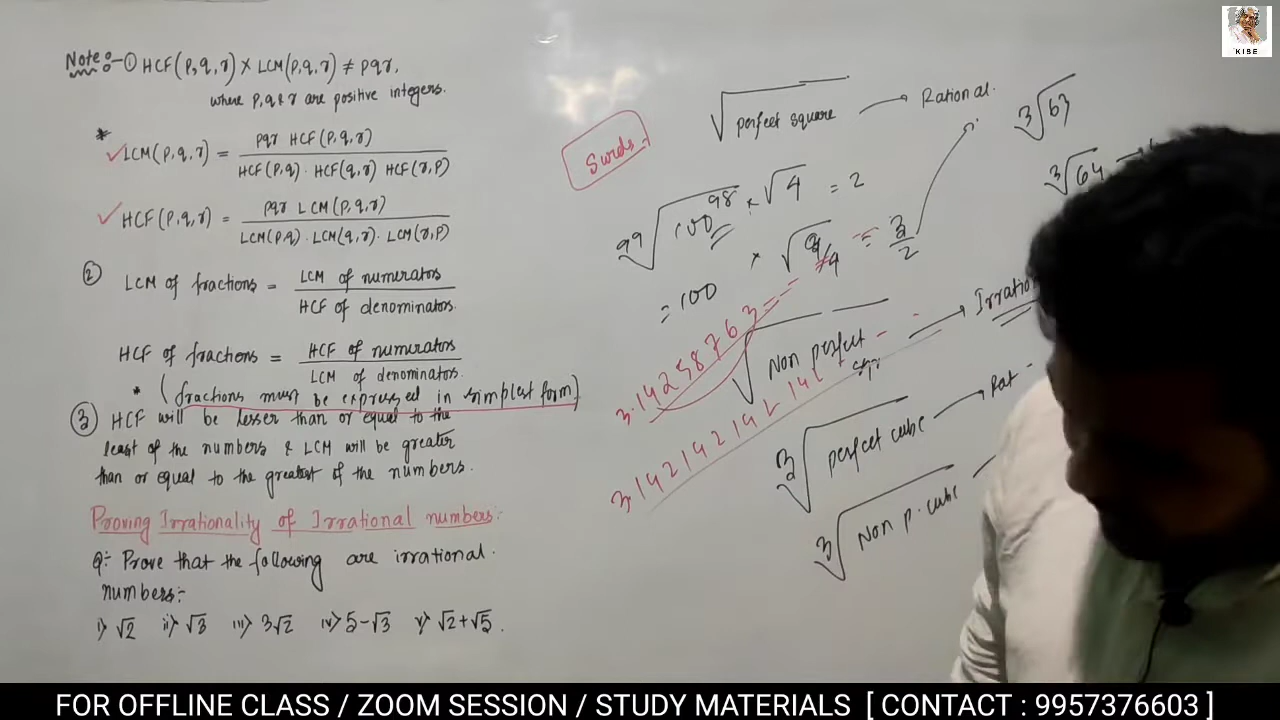 Note:- ① HCF(p,q,r) × LCM(p,q,r) ≠ pqr,
where p,q & r are positive integers.
* ✓ LCM(p,q,r) = pqr HCF(p,q,r) / HCF(p,q) · HCF(q,r) HCF(r,p)
✓ HCF(p,q,r) = pqr LCM(p,q,r) / LCM(p,q) · LCM(q,r) · LCM(r,p)
② LCM of fractions = LCM of numerators / HCF of denominators.
HCF of fractions = HCF of numerators / LCM of denominators.
* (fractions must be expressed in simplest form)
③ HCF will be lesser than or equal to the
least of the numbers & LCM will be greater
than or equal to the greatest of the numbers.
Proving Irrationality of Irrational numbers:-
Q:- Prove that the following are irrational.
numbers:-
i) √2 ii) √3 iii) 3√2 iv) 5-√3 v) √2+√5.
Surds
√perfect square → Rational.
∛63
∛64
× √4 = 2
= 100
3/2
3.14258763
√Non perfect
∛perfect cube → Rat
∛Non p. cube
KIBE
FOR OFFLINE CLASS / ZOOM SESSION / STUDY MATERIALS [ CONTACT : 9957376603 ]